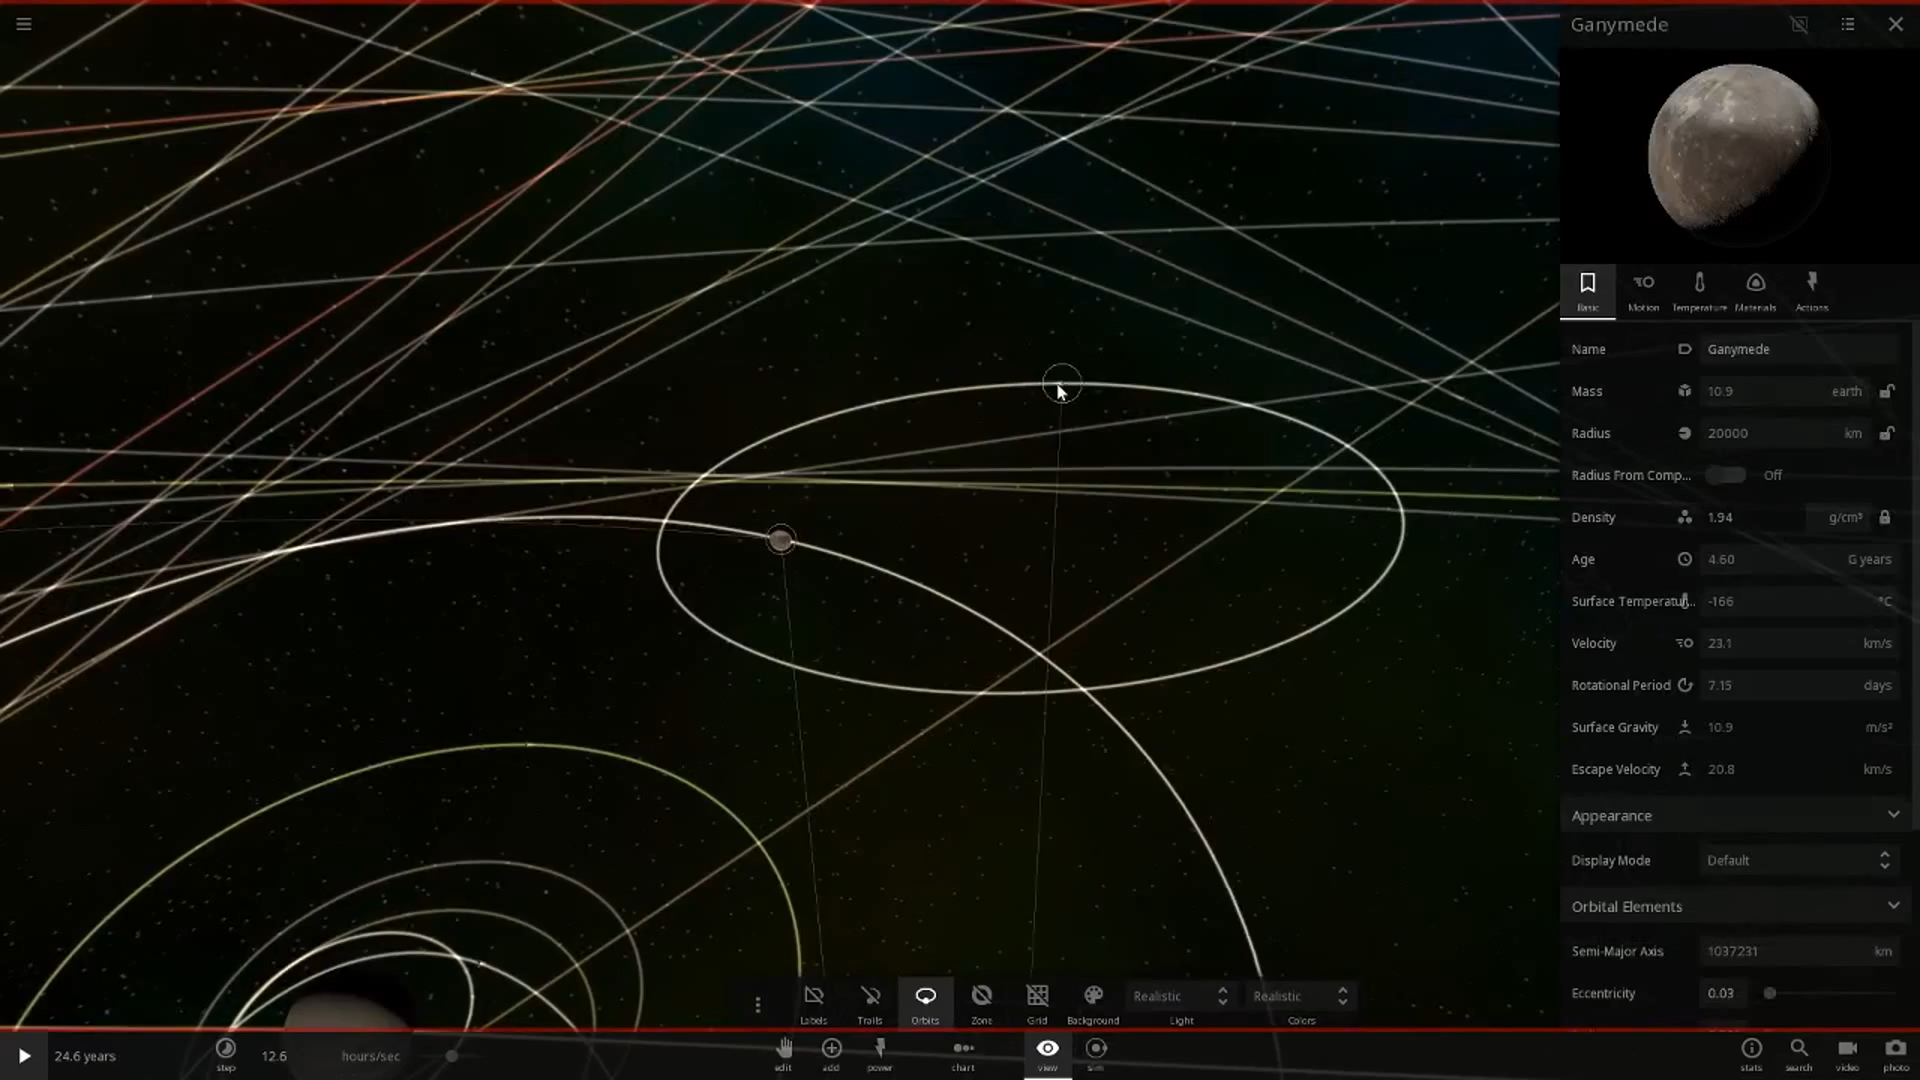 Ganymede
Basic
Motion
Temperature
Materials
Actions
Name Ganymede
Mass 10.9 earth
Radius 20000 km
Radius From Comp... Off
Density 1.94 g/cm³
Age 4.60 G years
Surface Temperatur... -166 °C
Velocity 23.1 km/s
Rotational Period 7.15 days
Surface Gravity 10.9 m/s²
Escape Velocity 20.8 km/s
Appearance
Display Mode Default
Orbital Elements
Semi-Major Axis 1037231 km
Eccentricity 0.03
Labels
Trails
Orbits
Zone
Grid
Background
Realistic
Light
Realistic
Colors
24.6 years
step
12.6 hours/sec
edit
add
power
chart
view
sim
stats
search
video
photo